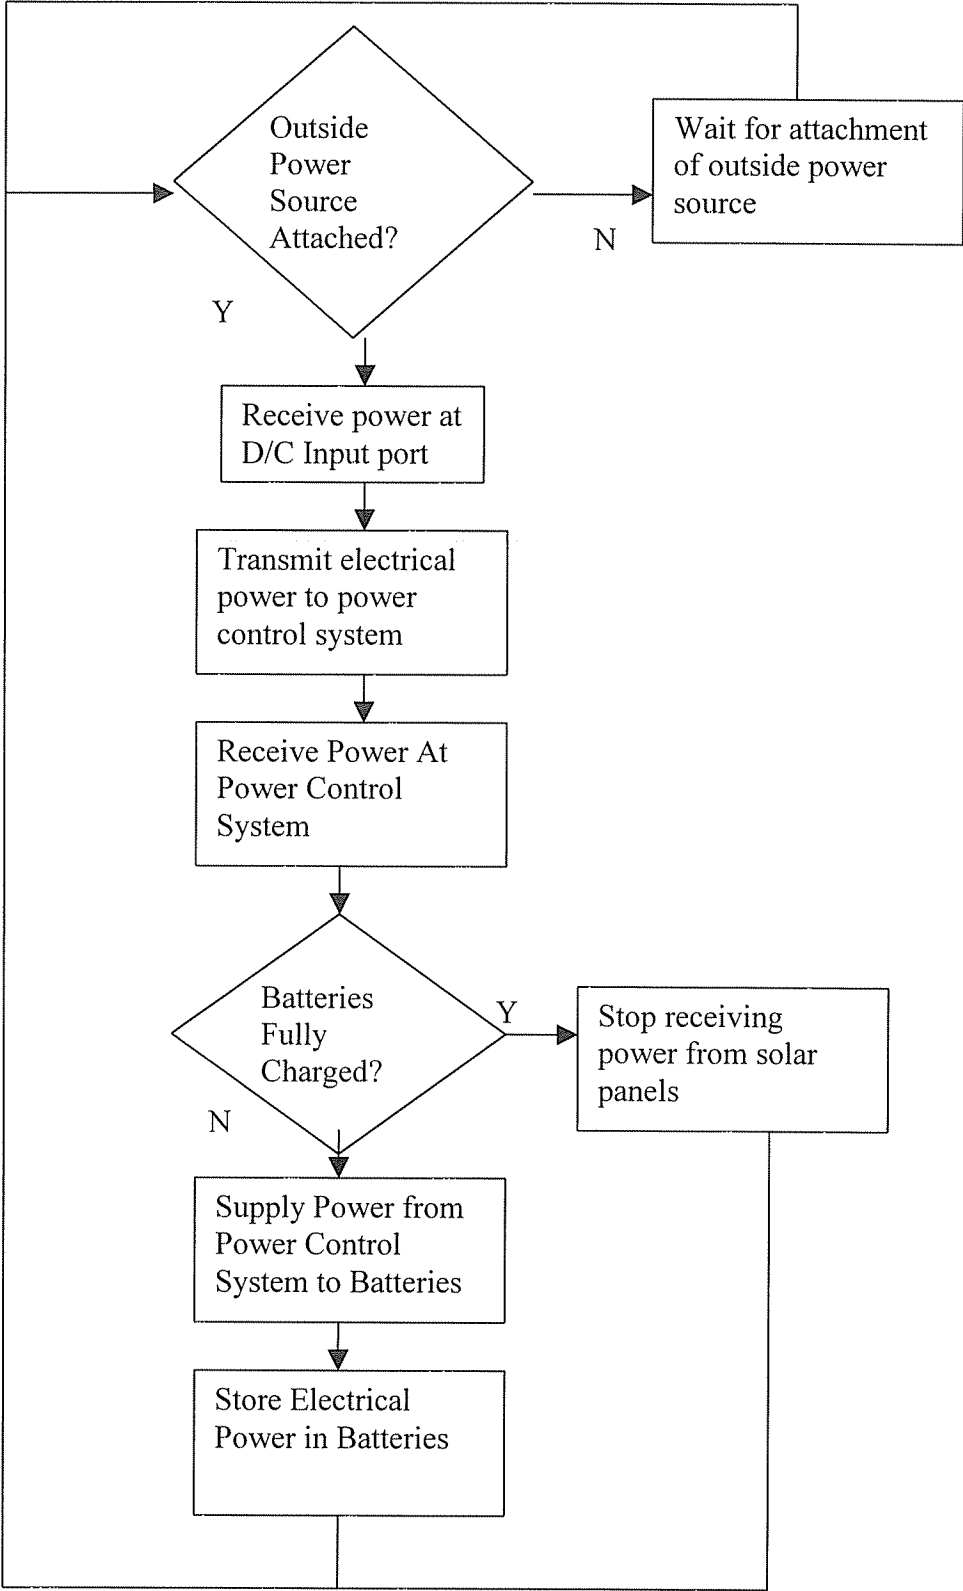 Outside
Power
Source
Attached?
N
Wait for attachment
of outside power
source
Y
Receive power at
D/C Input port
Transmit electrical
power to power
control system
Receive Power At
Power Control
System
Batteries
Fully
Charged?
Y
Stop receiving
power from solar
panels
N
Supply Power from
Power Control
System to Batteries
Store Electrical
Power in Batteries